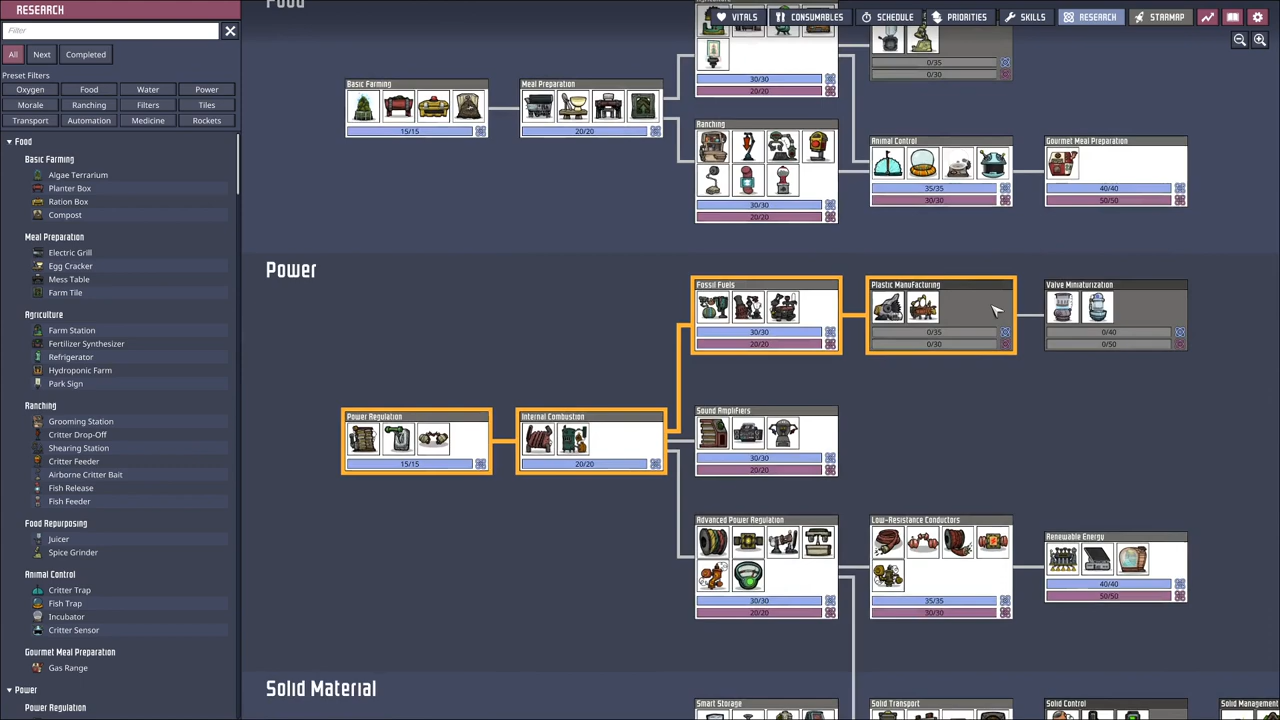 RESEARCH
VITALS
CONSUMABLES
SCHEDULE
PRIORITIES
SKILLS
RESEARCH
STARMAP
Filter
All
Next
Completed
Preset Filters
Oxygen
Food
Water
Power
Morale
Ranching
Filters
Tiles
Transport
Automation
Medicine
Rockets
Food
Basic Farming
Algae Terrarium
Planter Box
Ration Box
Compost
Meal Preparation
Electric Grill
Egg Cracker
Mess Table
Farm Tile
Agriculture
Farm Station
Fertilizer Synthesizer
Refrigerator
Hydroponic Farm
Park Sign
Ranching
Grooming Station
Critter Drop-Off
Shearing Station
Critter Feeder
Airborne Critter Bait
Fish Release
Fish Feeder
Food Repurposing
Juicer
Spice Grinder
Animal Control
Critter Trap
Fish Trap
Incubator
Critter Sensor
Gourmet Meal Preparation
Gas Range
Power
Power Regulation
Food
30/30
20/20
0/35
0/30
Basic Farming
15/15
Meal Preparation
20/20
Ranching
30/30
20/20
Animal Control
35/35
30/30
Gourmet Meal Preparation
40/40
50/50
Power
Fossil Fuels
30/30
20/20
Plastic Manufacturing
0/35
0/30
Valve Miniaturization
0/40
0/50
Power Regulation
15/15
Internal Combustion
20/20
Sound Amplifiers
30/30
20/20
Advanced Power Regulation
30/30
20/20
Low-Resistance Conductors
35/35
30/30
Renewable Energy
40/40
50/50
Solid Material
Smart Storage
Solid Transport
Solid Control
Solid Management